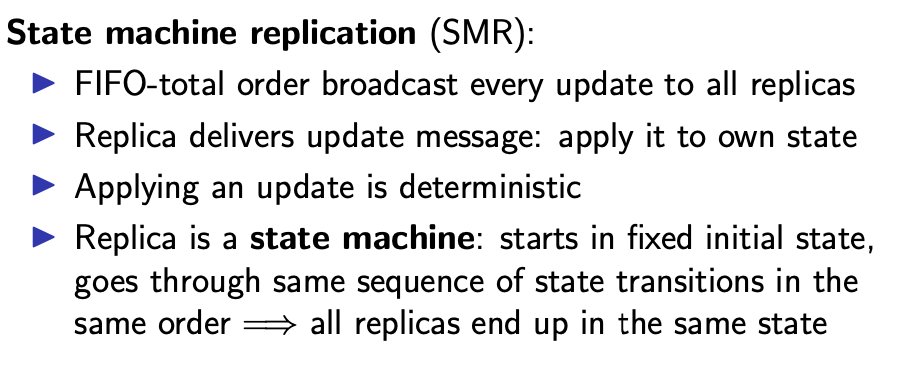 State machine replication (SMR):
▶ FIFO-total order broadcast every update to all replicas
▶ Replica delivers update message: apply it to own state
▶ Applying an update is deterministic
▶ Replica is a state machine: starts in fixed initial state,
goes through same sequence of state transitions in the
same order ⟹ all replicas end up in the same state